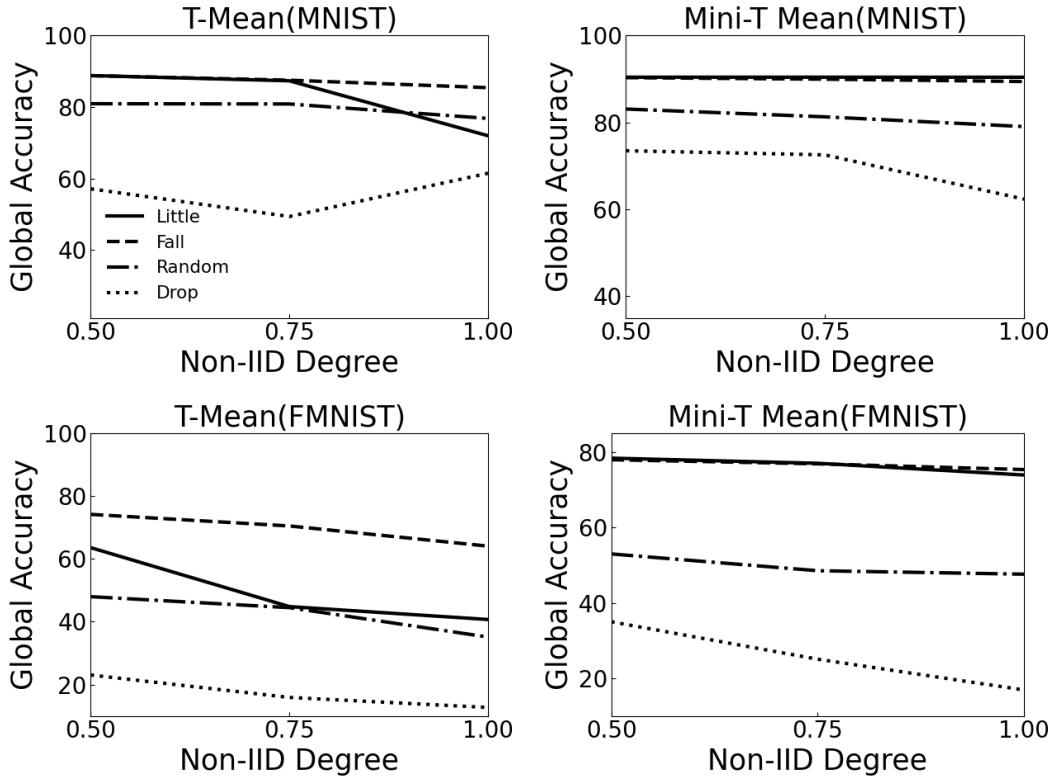 T-Mean(MNIST)
Global Accuracy
100
80
60
40
Little
Fall
Random
Drop
0.50 0.75 1.00
Non-IID Degree
Mini-T Mean(MNIST)
Global Accuracy
100
80
60
40
0.50 0.75 1.00
Non-IID Degree
T-Mean(FMNIST)
Global Accuracy
100
80
60
40
20
0.50 0.75 1.00
Non-IID Degree
Mini-T Mean(FMNIST)
Global Accuracy
80
60
40
20
0.50 0.75 1.00
Non-IID Degree